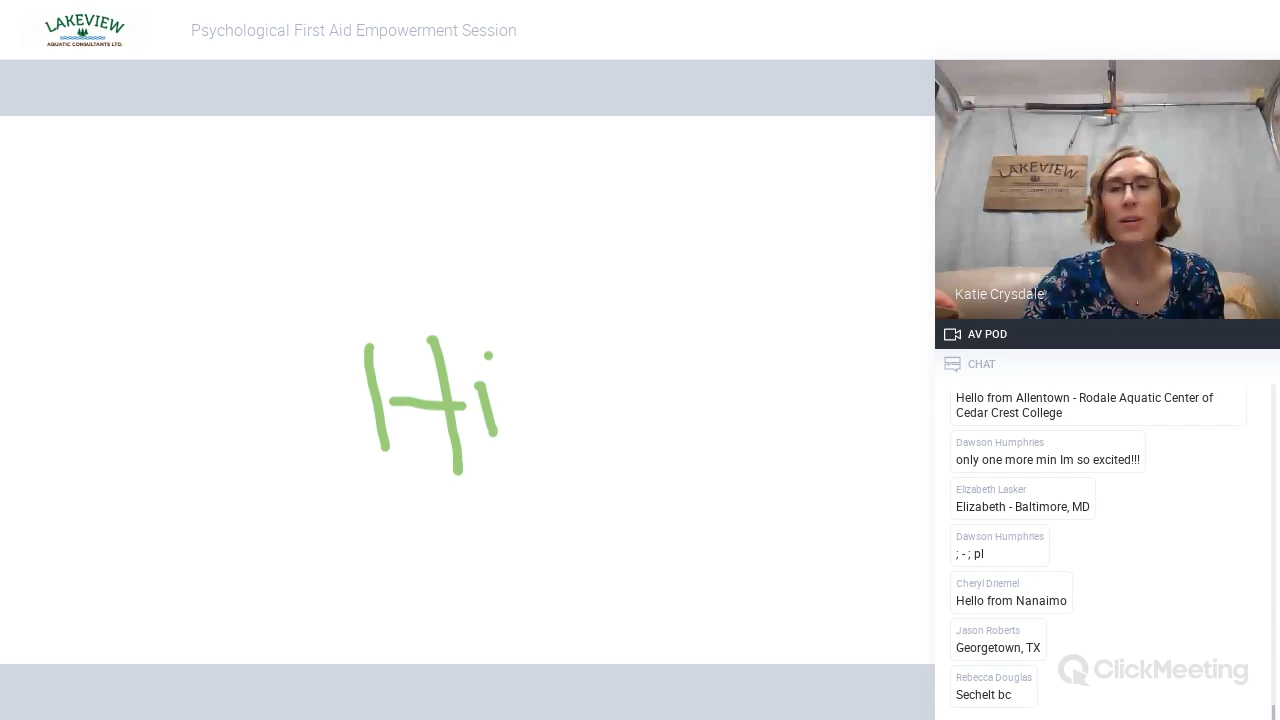 LAKEVIEW
AQUATIC CONSULTANTS LTD.
Psychological First Aid Empowerment Session
Hi
LAKEVIEW
Katie Crysdale
AV POD
CHAT
Hello from Allentown - Rodale Aquatic Center of
Cedar Crest College
Dawson Humphries
only one more min Im so excited!!!
Elizabeth Lasker
Elizabeth - Baltimore, MD
Dawson Humphries
; - ; pl
Cheryl Driemel
Hello from Nanaimo
Jason Roberts
Georgetown, TX
Rebecca Douglas
Sechelt bc
ClickMeeting